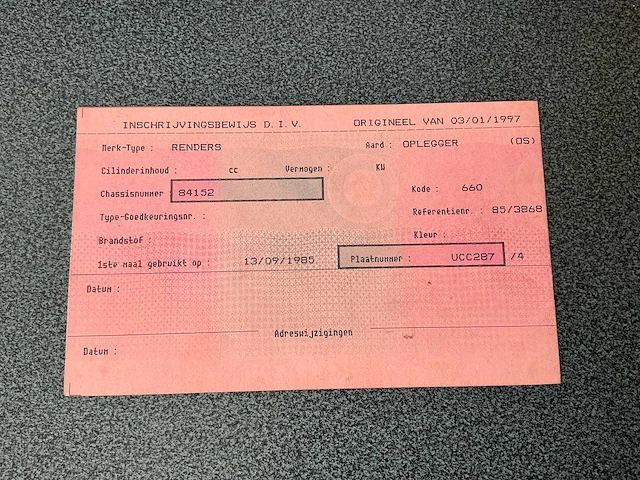 INSCHRIJVINGSBEWIJS D.I.V. ORIGINEEL VAN 03/01/1997
Merk-Type : RENDERS Aard : OPLEGGER (OS)
Cilinderinhoud : cc Vermogen : KW
Chassisnummer 84152 Kode : 660
Type-Goedkeuringsnr. : Referentienr. : 85/3868
Brandstof : Kleur :
1ste maal gebruikt op : 13/09/1985 Plaatnummer : UCC287 /4
Datum :
Adreswijzigingen
Datum :